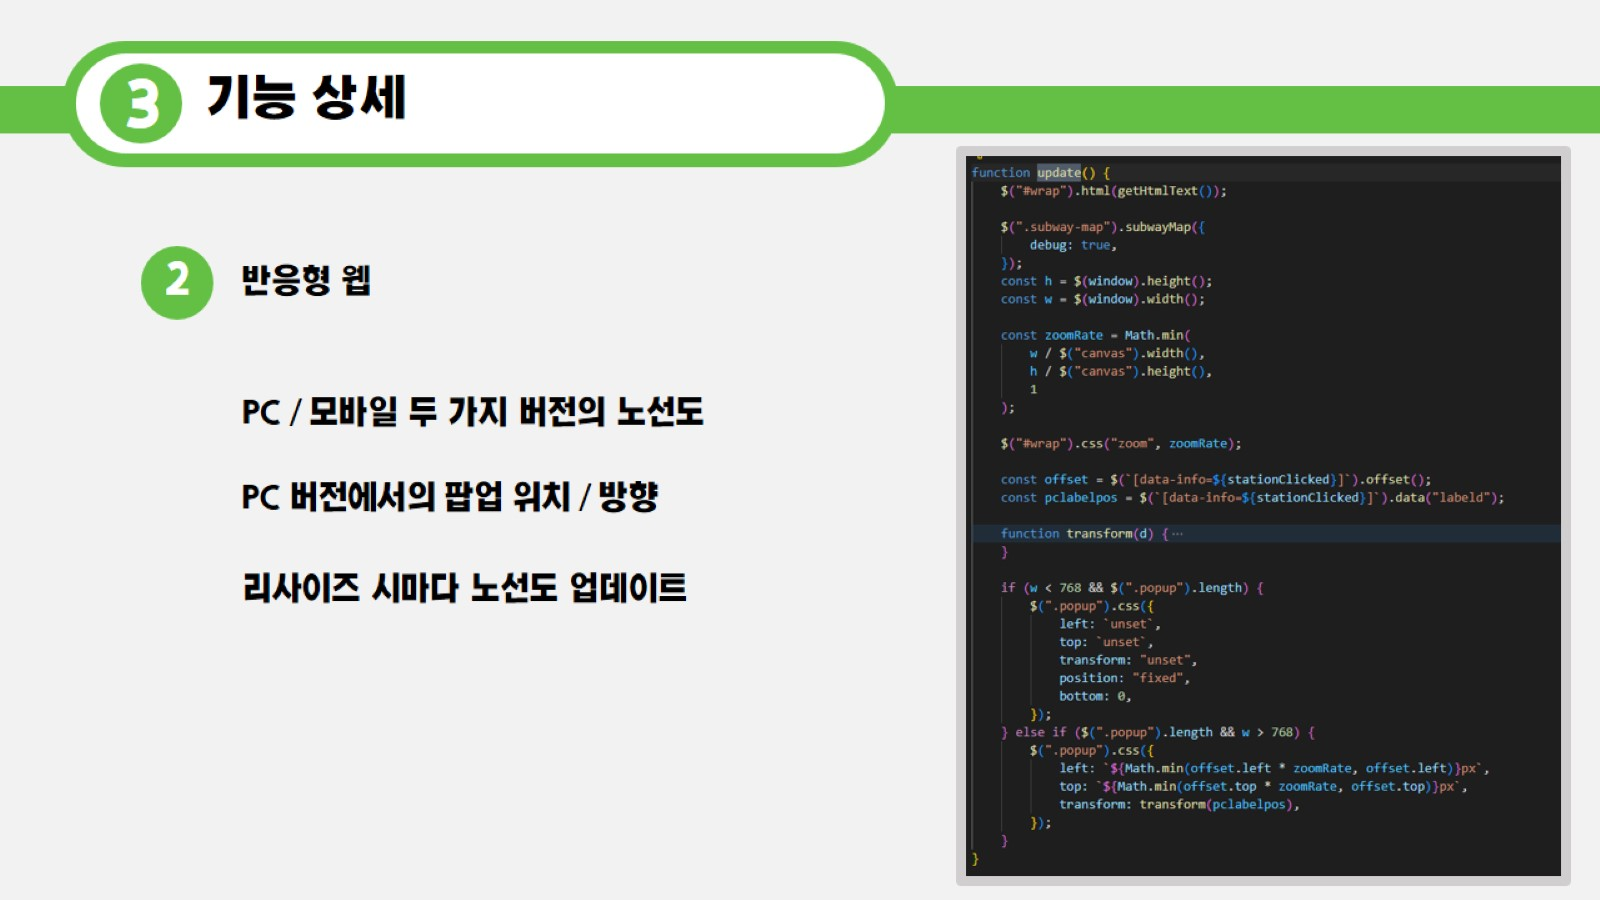 3 기능 상세
2 반응형 웹
PC / 모바일 두 가지 버전의 노선도
PC 버전에서의 팝업 위치 / 방향
리사이즈 시마다 노선도 업데이트
function update() {
$("#wrap").html(getHtmlText());
$(".subway-map").subwayMap({
debug: true,
});
const h = $(window).height();
const w = $(window).width();
const zoomRate = Math.min(
w / $("canvas").width(),
h / $("canvas").height(),
1
);
$("#wrap").css("zoom", zoomRate);
const offset = $(`[data-info=${stationClicked}]`).offset();
const pclabelpos = $(`[data-info=${stationClicked}]`).data("labeld");
function transform(d) {···
}
if (w < 768 && $(".popup").length) {
$(".popup").css({
left: `unset`,
top: `unset`,
transform: "unset",
position: "fixed",
bottom: 0,
});
} else if ($(".popup").length && w > 768) {
$(".popup").css({
left: `${Math.min(offset.left * zoomRate, offset.left)}px`,
top: `${Math.min(offset.top * zoomRate, offset.top)}px`,
transform: transform(pclabelpos),
});
}
}